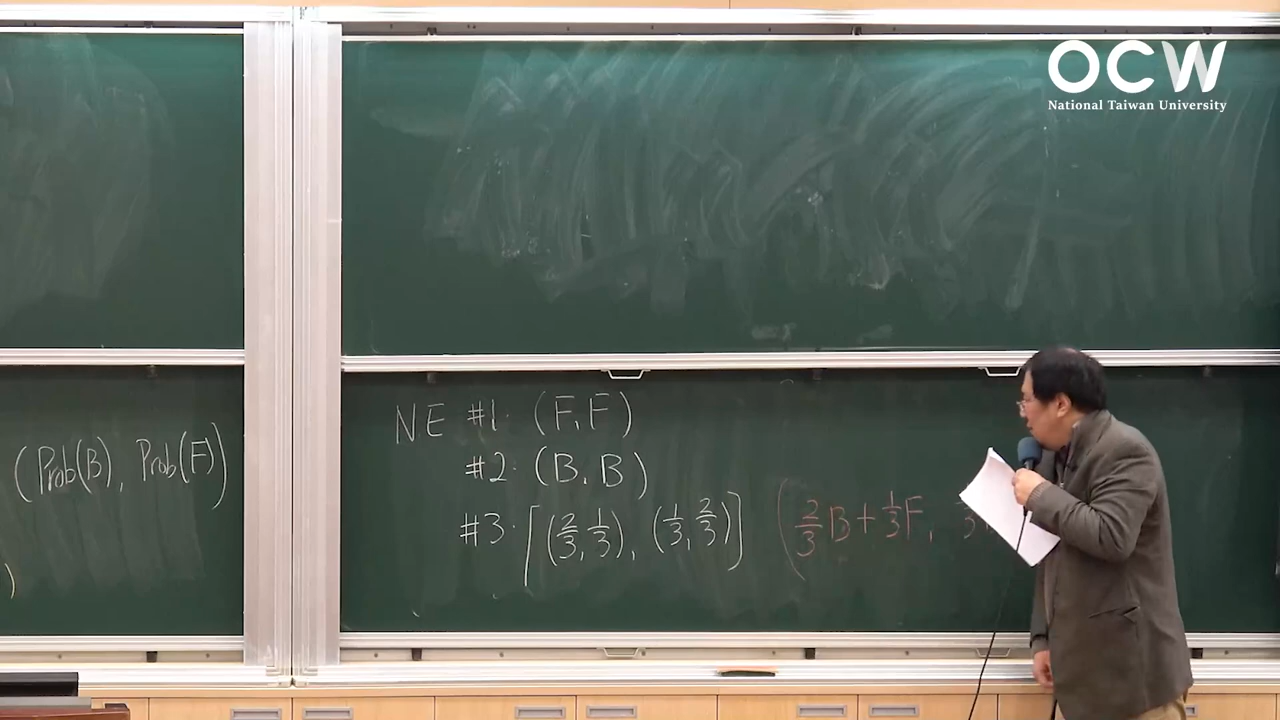 OCW
National Taiwan University
(Prob(B), Prob(F))
NE #1: (F, F)
#2: (B, B)
#3: [(2/3, 1/3), (1/3, 2/3)] (2/3 B + 1/3 F,